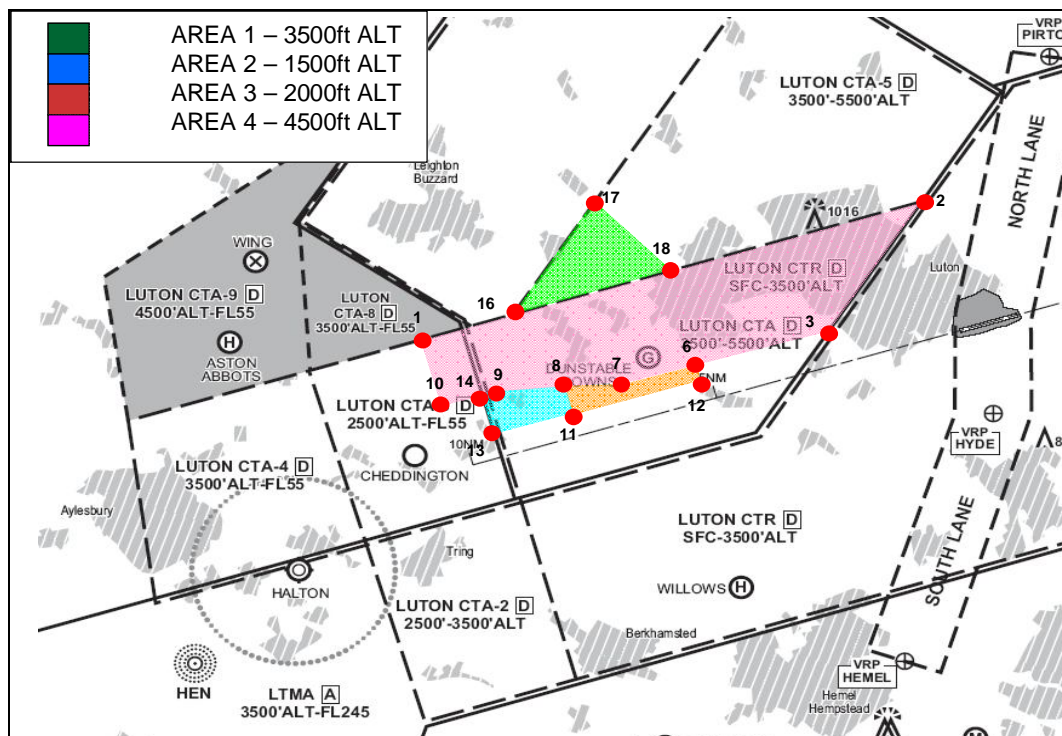 AREA 1 – 3500ft ALT
AREA 2 – 1500ft ALT
AREA 3 – 2000ft ALT
AREA 4 – 4500ft ALT
VRP
LUTON CTA-5 D
3500'-5500'ALT
NORTH LANE
Leighton
Buzzard
17
1016
2
WING
18
LUTON CTR D
SFC-3500'ALT
Luton
LUTON CTA-9 D
4500'ALT-FL55
LUTON
CTA-8 D
3500'ALT-FL55
16
1
H
ASTON
ABBOTS
LUTON CTA D
3500'-5500'ALT
3
G
DUNSTABLE
DOWNS
6
7
8
9
10
14
5NM
12
LUTON CTA D
2500'ALT-FL55
11
13
10NM
VRP
HYDE
8
CHEDDINGTON
LUTON CTA-4 D
3500'ALT-FL55
Aylesbury
LUTON CTR D
SFC-3500'ALT
SOUTH LANE
Tring
HALTON
WILLOWS H
LUTON CTA-2 D
2500'-3500'ALT
Berkhamsted
VRP
HEMEL
HEN
LTMA A
3500'ALT-FL245
Hemel
Hempstead